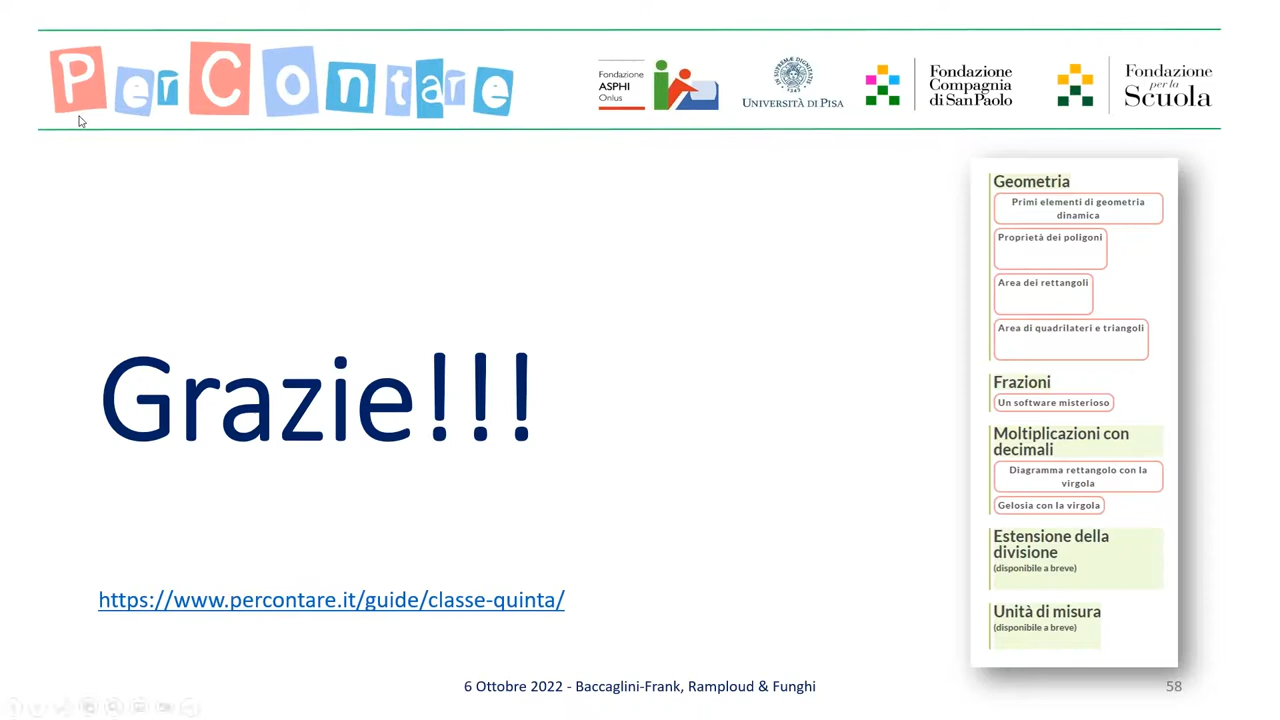 PerContare
Fondazione
ASPHI
Onlus
UNIVERSITÀ DI PISA
Fondazione
Compagnia
di San Paolo
Fondazione
per la
Scuola
Geometria
Primi elementi di geometria
dinamica
Proprietà dei poligoni
Area dei rettangoli
Area di quadrilateri e triangoli
Frazioni
Un software misterioso
Moltiplicazioni con
decimali
Diagramma rettangolo con la
virgola
Gelosia con la virgola
Estensione della
divisione
(disponibile a breve)
Unità di misura
(disponibile a breve)
Grazie!!!
https://www.percontare.it/guide/classe-quinta/
6 Ottobre 2022 - Baccaglini-Frank, Ramploud & Funghi
58